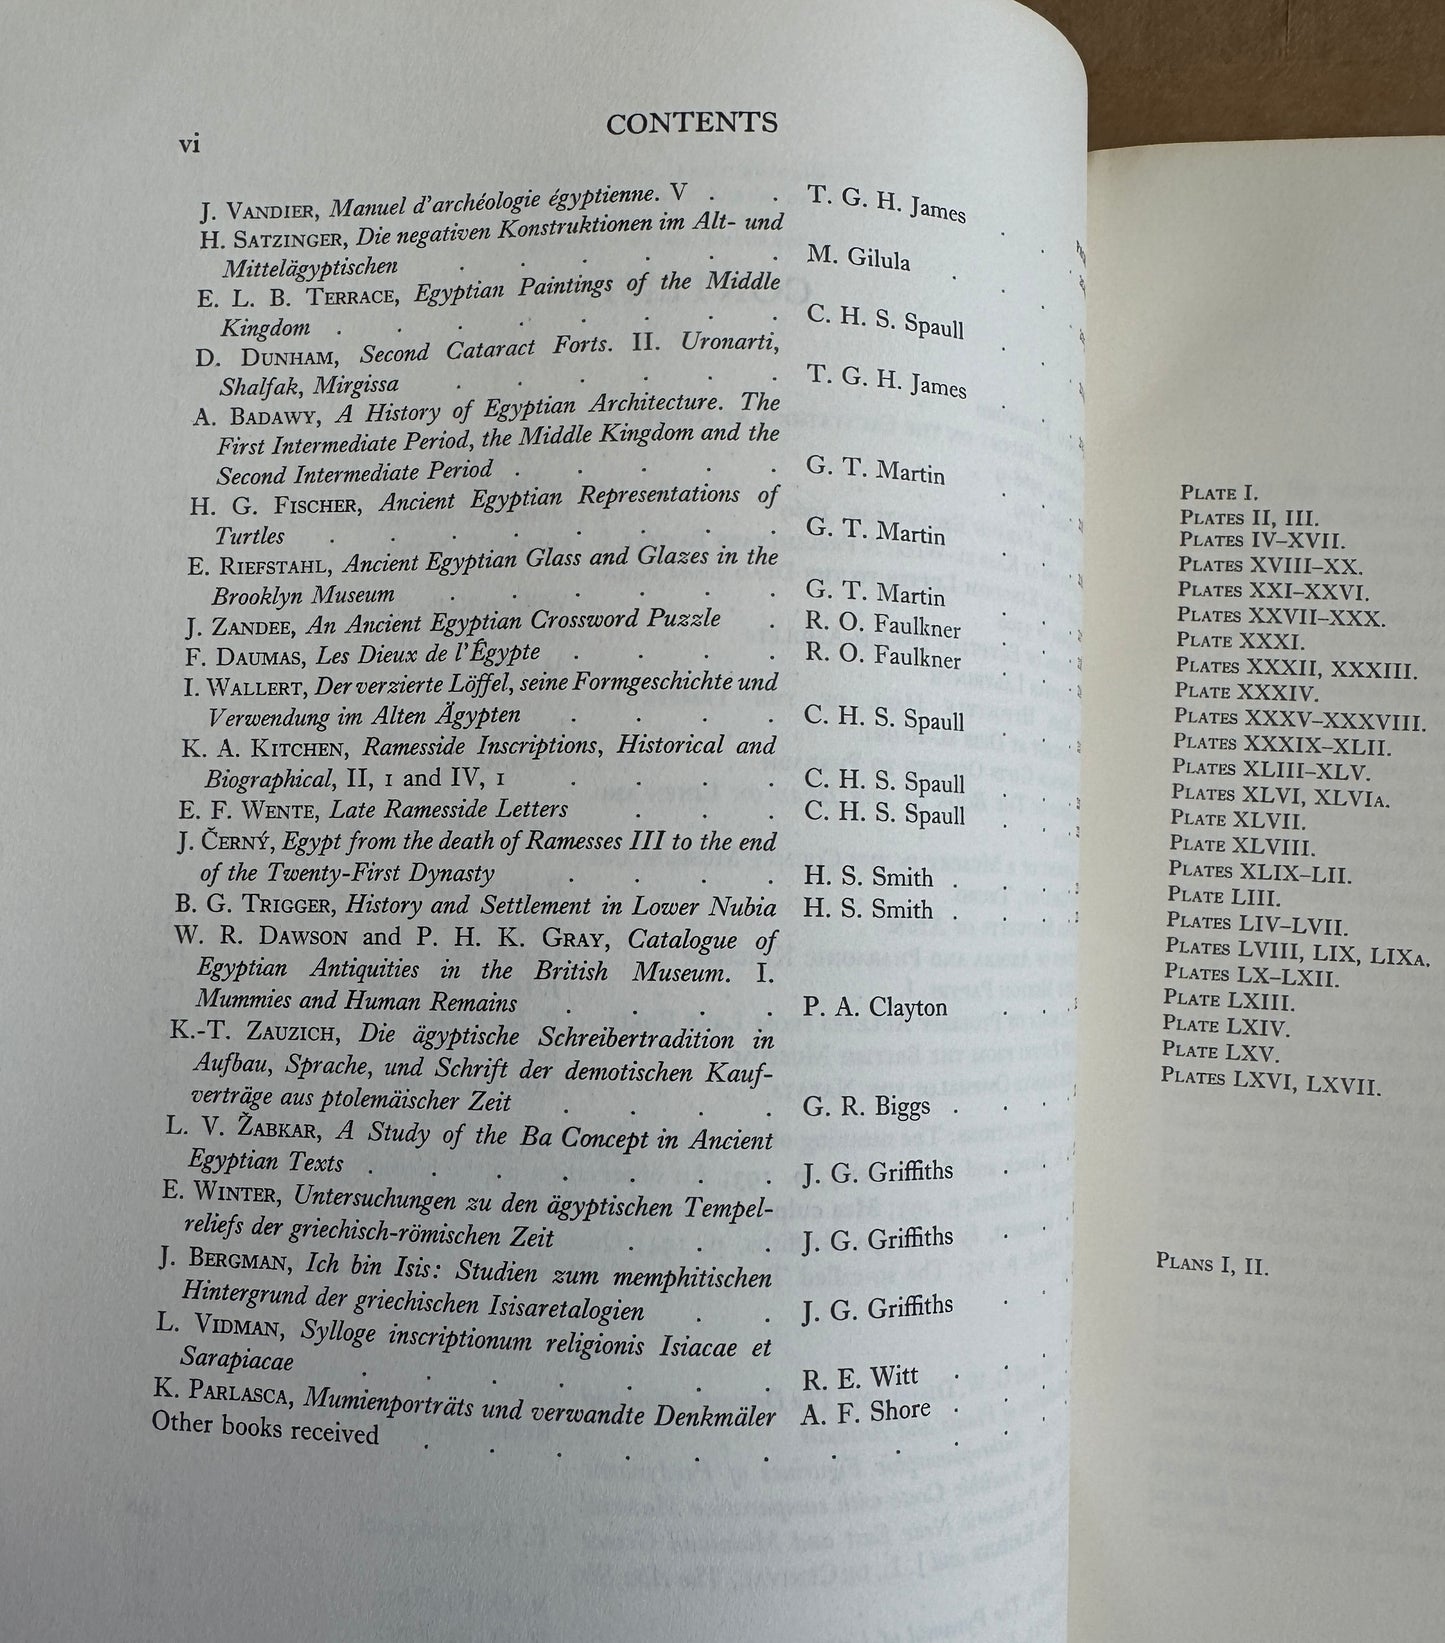 CONTENTS
vi
J. VANDIER, Manuel d'archéologie égyptienne. V . . T. G. H. James
H. SATZINGER, Die negativen Konstruktionen im Alt- und
Mittelägyptischen . . . . . . M. Gilula
E. L. B. TERRACE, Egyptian Paintings of the Middle
Kingdom . . . . . . . . C. H. S. Spaull
D. DUNHAM, Second Cataract Forts. II. Uronarti,
Shalfak, Mirgissa . . . . . . T. G. H. James
A. BADAWY, A History of Egyptian Architecture. The
First Intermediate Period, the Middle Kingdom and the
Second Intermediate Period . . . . . G. T. Martin
H. G. FISCHER, Ancient Egyptian Representations of
Turtles . . . . . . . . G. T. Martin
E. RIEFSTAHL, Ancient Egyptian Glass and Glazes in the
Brooklyn Museum . . . . . . G. T. Martin
J. ZANDEE, An Ancient Egyptian Crossword Puzzle . R. O. Faulkner
F. DAUMAS, Les Dieux de l'Égypte . . . . R. O. Faulkner
I. WALLERT, Der verzierte Löffel, seine Formgeschichte und
Verwendung im Alten Ägypten . . . . C. H. S. Spaull
K. A. KITCHEN, Ramesside Inscriptions, Historical and
Biographical, II, 1 and IV, 1 . . . . C. H. S. Spaull
E. F. WENTE, Late Ramesside Letters . . . C. H. S. Spaull
J. ČERNÝ, Egypt from the death of Ramesses III to the end
of the Twenty-First Dynasty . . . . H. S. Smith
B. G. TRIGGER, History and Settlement in Lower Nubia H. S. Smith
W. R. DAWSON and P. H. K. GRAY, Catalogue of
Egyptian Antiquities in the British Museum. I.
Mummies and Human Remains . . . . P. A. Clayton
K.-T. ZAUZICH, Die ägyptische Schreibertradition in
Aufbau, Sprache, und Schrift der demotischen Kauf-
verträge aus ptolemäischer Zeit . . . . G. R. Biggs
L. V. ŽABKAR, A Study of the Ba Concept in Ancient
Egyptian Texts . . . . . . . J. G. Griffiths
E. WINTER, Untersuchungen zu den ägyptischen Tempel-
reliefs der griechisch-römischen Zeit . . . J. G. Griffiths
J. BERGMAN, Ich bin Isis: Studien zum memphitischen
Hintergrund der griechischen Isisaretalogien . . J. G. Griffiths
L. VIDMAN, Sylloge inscriptionum religionis Isiacae et
Sarapiacae . . . . . . . R. E. Witt
K. PARLASCA, Mumienporträts und verwandte Denkmäler A. F. Shore
Other books received . . . . . . . . .
PLATE I.
PLATES II, III.
PLATES IV–XVII.
PLATES XVIII–XX.
PLATES XXI–XXVI.
PLATES XXVII–XXX.
PLATE XXXI.
PLATES XXXII, XXXIII.
PLATE XXXIV.
PLATES XXXV–XXXVIII.
PLATES XXXIX–XLII.
PLATES XLIII–XLV.
PLATES XLVI, XLVIA.
PLATE XLVII.
PLATE XLVIII.
PLATES XLIX–LII.
PLATE LIII.
PLATES LIV–LVII.
PLATES LVIII, LIX, LIXA.
PLATES LX–LXII.
PLATE LXIII.
PLATE LXIV.
PLATE LXV.
PLATES LXVI, LXVII.
PLANS I, II.